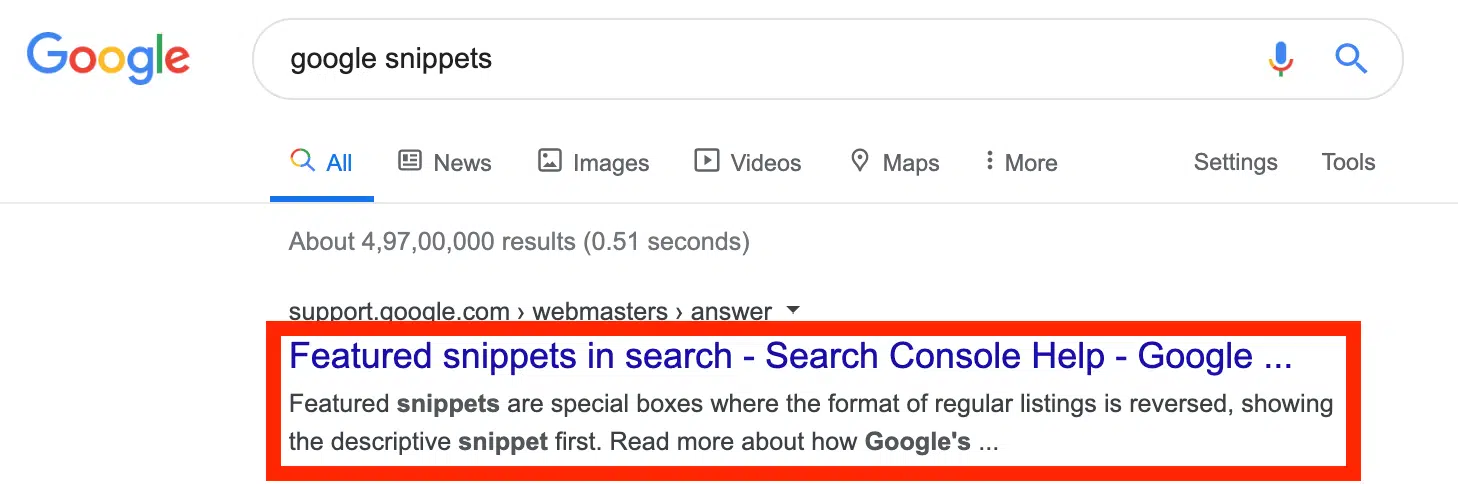 Google
google snippets
All News Images Videos Maps More Settings Tools
About 4,97,00,000 results (0.51 seconds)
support.google.com › webmasters › answer
Featured snippets in search - Search Console Help - Google ...
Featured snippets are special boxes where the format of regular listings is reversed, showing
the descriptive snippet first. Read more about how Google's ...